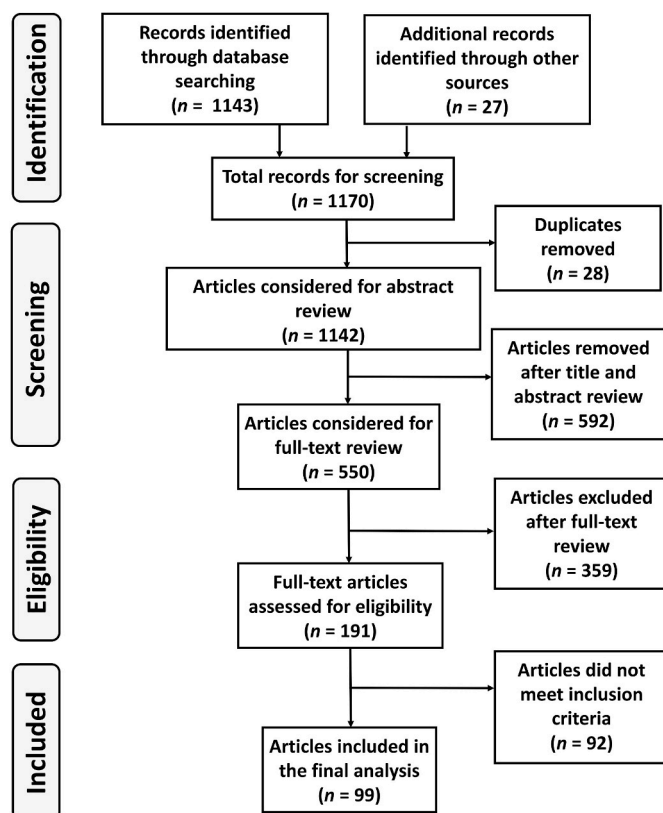 Identification
Records identified
through database
searching
(n = 1143)
Additional records
identified through other
sources
(n = 27)
Total records for screening
(n = 1170)
Duplicates
removed
(n = 28)
Screening
Articles considered for abstract
review
(n = 1142)
Articles removed
after title and
abstract review
(n = 592)
Articles considered for
full-text review
(n = 550)
Eligibility
Articles excluded
after full-text
review
(n = 359)
Full-text articles
assessed for eligibility
(n = 191)
Included
Articles did not
meet inclusion
criteria
(n = 92)
Articles included in
the final analysis
(n = 99)